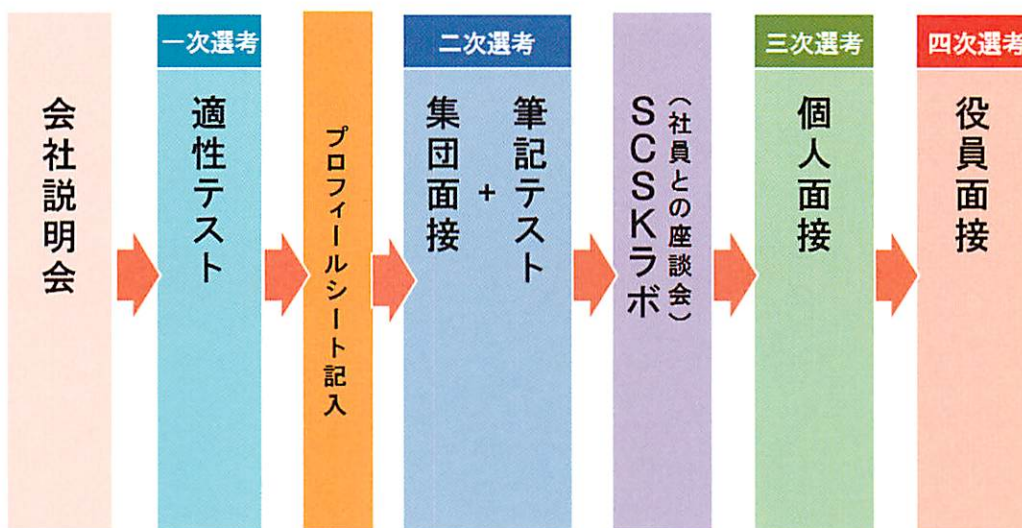 会社説明会
一次選考
適性テスト
プロフィールシート記入
二次選考
筆記テスト
+
集団面接
(社員との座談会)
SCSKラボ
三次選考
個人面接
四次選考
役員面接